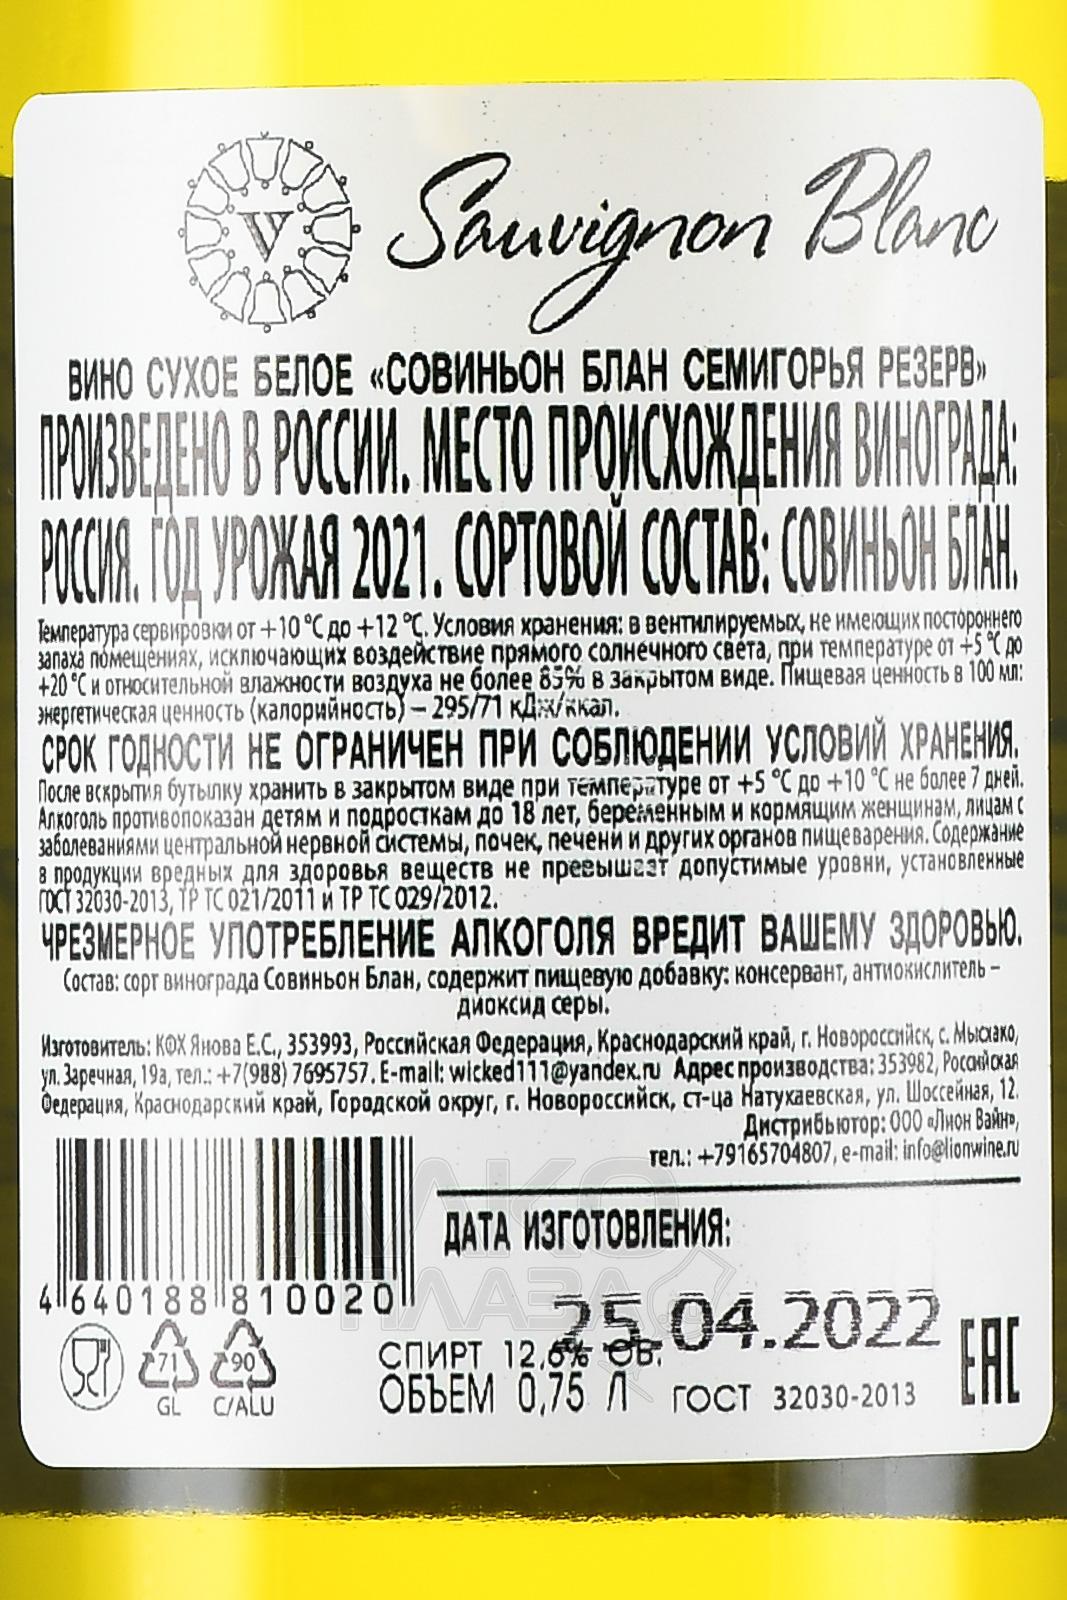 V
Sauvignon Blanc
ВИНО СУХОЕ БЕЛОЕ «СОВИНЬОН БЛАН СЕМИГОРЬЯ РЕЗЕРВ»
ПРОИЗВЕДЕНО В РОССИИ. МЕСТО ПРОИСХОЖДЕНИЯ ВИНОГРАДА:
РОССИЯ. ГОД УРОЖАЯ 2021. СОРТОВОЙ СОСТАВ: СОВИНЬОН БЛАН.
Температура сервировки от +10 °С до +12 °С. Условия хранения: в вентилируемых, не имеющих постороннего
запаха помещениях, исключающих воздействие прямого солнечного света, при температуре от +5 °С до
+20 °С и относительной влажности воздуха не более 85% в закрытом виде. Пищевая ценность в 100 мл:
энергетическая ценность (калорийность) – 295/71 кДж/ккал.
СРОК ГОДНОСТИ НЕ ОГРАНИЧЕН ПРИ СОБЛЮДЕНИИ УСЛОВИЙ ХРАНЕНИЯ.
После вскрытия бутылку хранить в закрытом виде при температуре от +5 °С до +10 °С не более 7 дней.
Алкоголь противопоказан детям и подросткам до 18 лет, беременным и кормящим женщинам, лицам с
заболеваниями центральной нервной системы, почек, печени и других органов пищеварения. Содержание
в продукции вредных для здоровья веществ не превышает допустимые уровни, установленные
ГОСТ 32030-2013, ТР ТС 021/2011 и ТР ТС 029/2012.
ЧРЕЗМЕРНОЕ УПОТРЕБЛЕНИЕ АЛКОГОЛЯ ВРЕДИТ ВАШЕМУ ЗДОРОВЬЮ.
Состав: сорт винограда Совиньон Блан, содержит пищевую добавку: консервант, антиокислитель –
диоксид серы.
Изготовитель: КФХ Янова Е.С., 353993, Российская Федерация, Краснодарский край, г. Новороссийск, с. Мысхако,
ул. Заречная, 19а, тел.: +7(988) 7695757. E-mail: wicked111@yandex.ru Адрес производства: 353982, Российская
Федерация, Краснодарский край, Городской округ, г. Новороссийск, ст-ца Натухаевская, ул. Шоссейная, 12.
Дистрибьютор: ООО «Лион Вайн»,
тел.: +79165704807, e-mail: info@lionwine.ru
АЛКО
ПЛАЗА
ДАТА ИЗГОТОВЛЕНИЯ:
25.04.2022
4 640188 810020
71
GL
90
C/ALU
СПИРТ 12,6% ОБ.
ОБЪЕМ 0,75 Л
ГОСТ 32030-2013
ЕАС